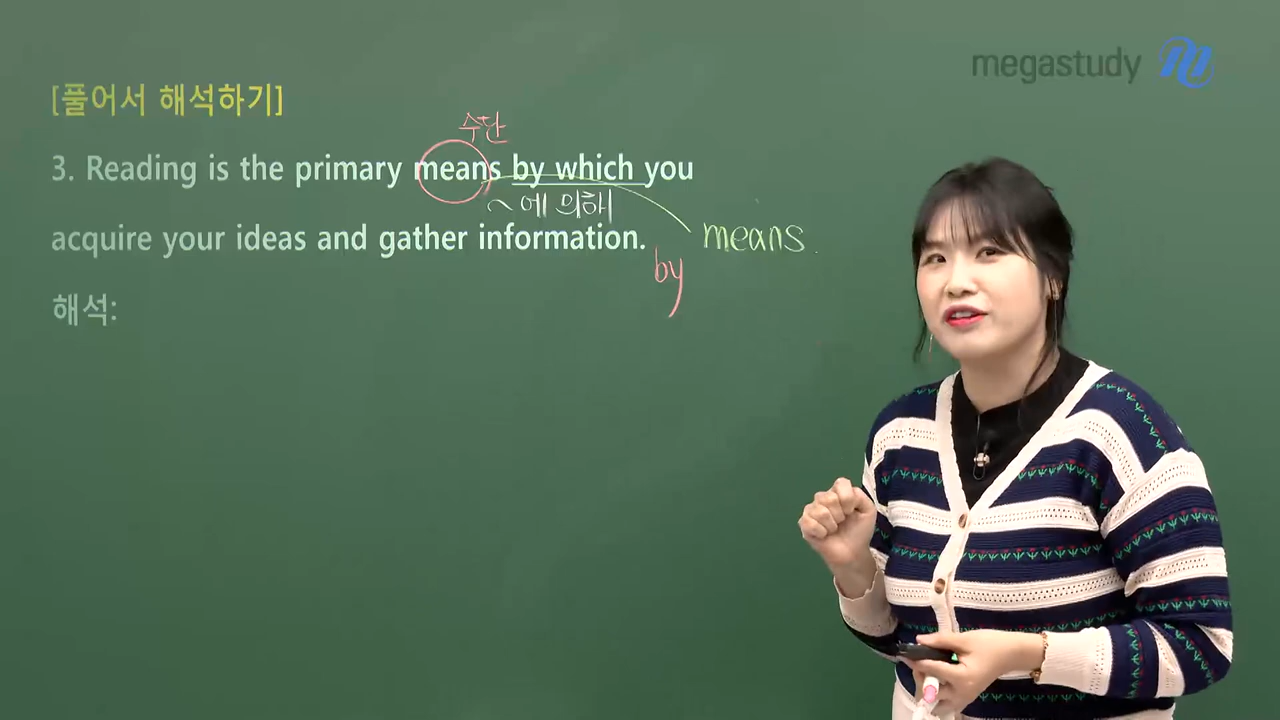 megastudy
[풀어서 해석하기]
수단
3. Reading is the primary means by which you
~에 의해
acquire your ideas and gather information.
means.
by
해석: